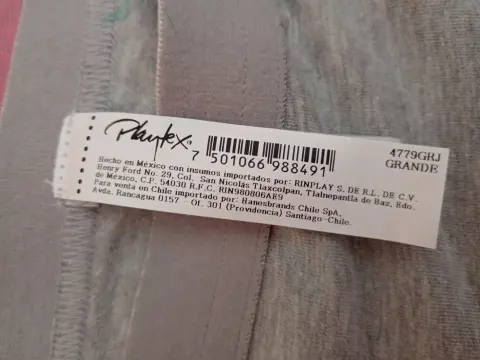 Playtex
7 501066 988491
4779GRJ
GRANDE
Hecho en México con insumos importados por: RINPLAY S. DE R.L. DE C.V.
Henry Ford No. 29, Col. San Nicolás Tlaxcolpan, Tlalnepantla de Baz, Edo.
de México, C.P. 54030 R.F.C. RIN980806AE9
Para venta en Chile importado por: Hanesbrands Chile SpA.
Avda. Rancagua 0157 - Of. 301 (Providencia) Santiago-Chile.